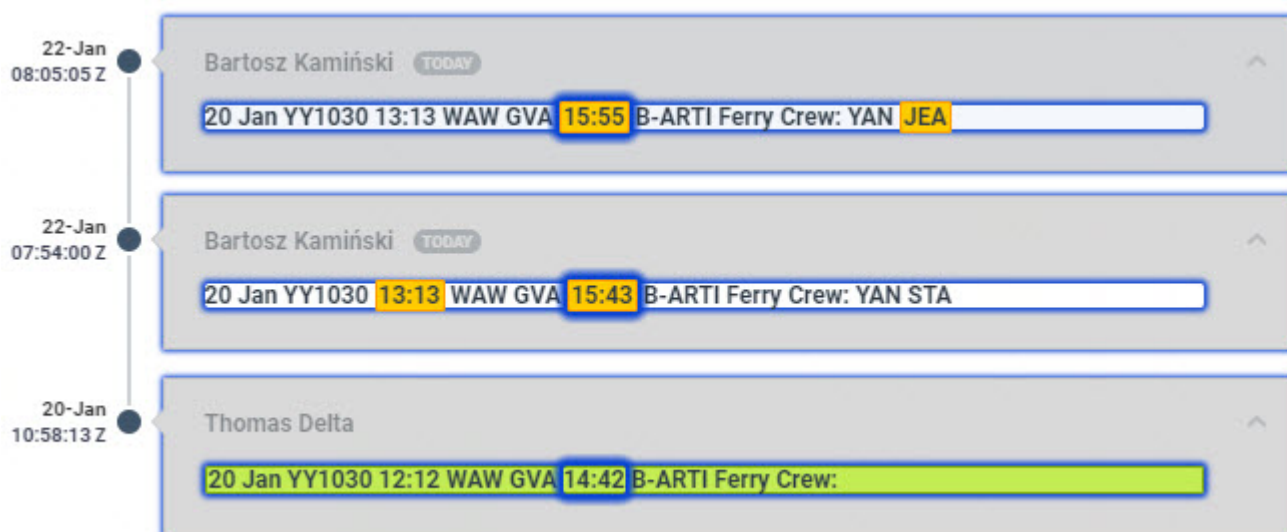 22-Jan
08:05:05 Z
Bartosz Kamiński TODAY
20 Jan YY1030 13:13 WAW GVA 15:55 B-ARTI Ferry Crew: YAN JEA
22-Jan
07:54:00 Z
Bartosz Kamiński TODAY
20 Jan YY1030 13:13 WAW GVA 15:43 B-ARTI Ferry Crew: YAN STA
20-Jan
10:58:13 Z
Thomas Delta
20 Jan YY1030 12:12 WAW GVA 14:42 B-ARTI Ferry Crew: